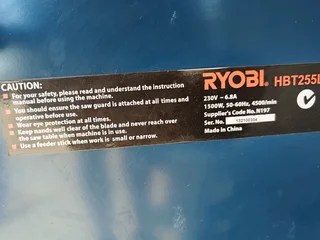 CAUTION:
• For your safety, please read and understand the instruction
manual before using the machine.
• You should ensure the saw guard is attached at all times and
operative before use.
• Wear eye protection at all times.
• Keep hands wall clear of the blade and never reach over
the saw table when machine is in use.
• Use a feeder stick when work is small or narrow.
RYOBI. HBT255L
230V ~ 6.8A
1500W, 50-60Hz, 4500/min
Supplier's Code No.: N197
Ser. No.
Made in China